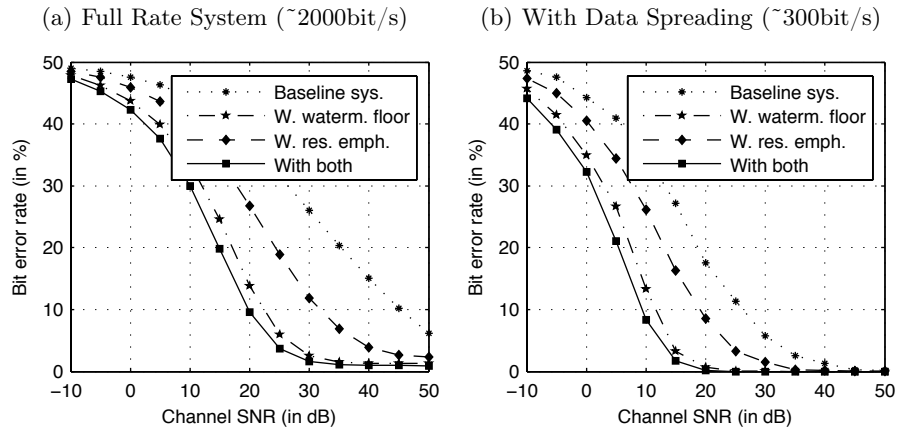 (a) Full Rate System (˜2000bit/s)
50
40
30
20
10
0
Bit error rate (in %)
Baseline sys.
W. waterm. floor
W. res. emph.
With both
−10 0 10 20 30 40 50
Channel SNR (in dB)
(b) With Data Spreading (˜300bit/s)
50
40
30
20
10
0
Bit error rate (in %)
Baseline sys.
W. waterm. floor
W. res. emph.
With both
−10 0 10 20 30 40 50
Channel SNR (in dB)